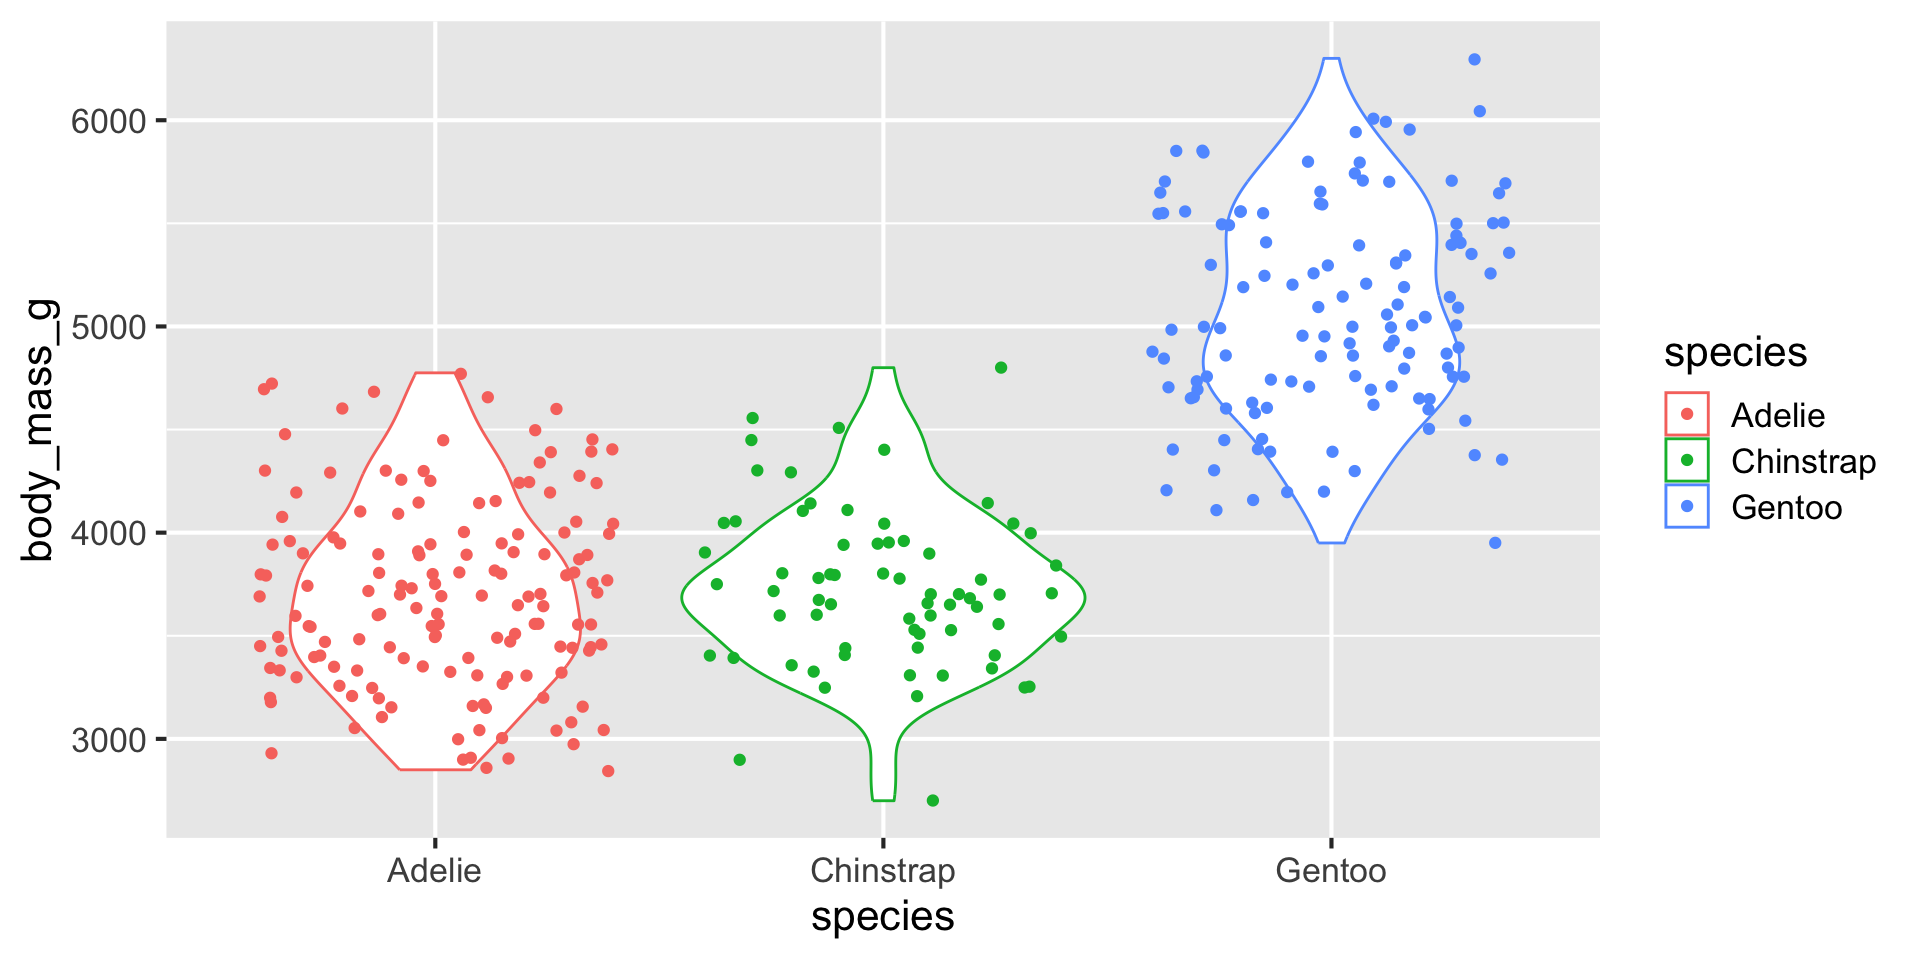 body_mass_g
6000
5000
4000
3000
Adelie
Chinstrap
Gentoo
species
species
Adelie
Chinstrap
Gentoo